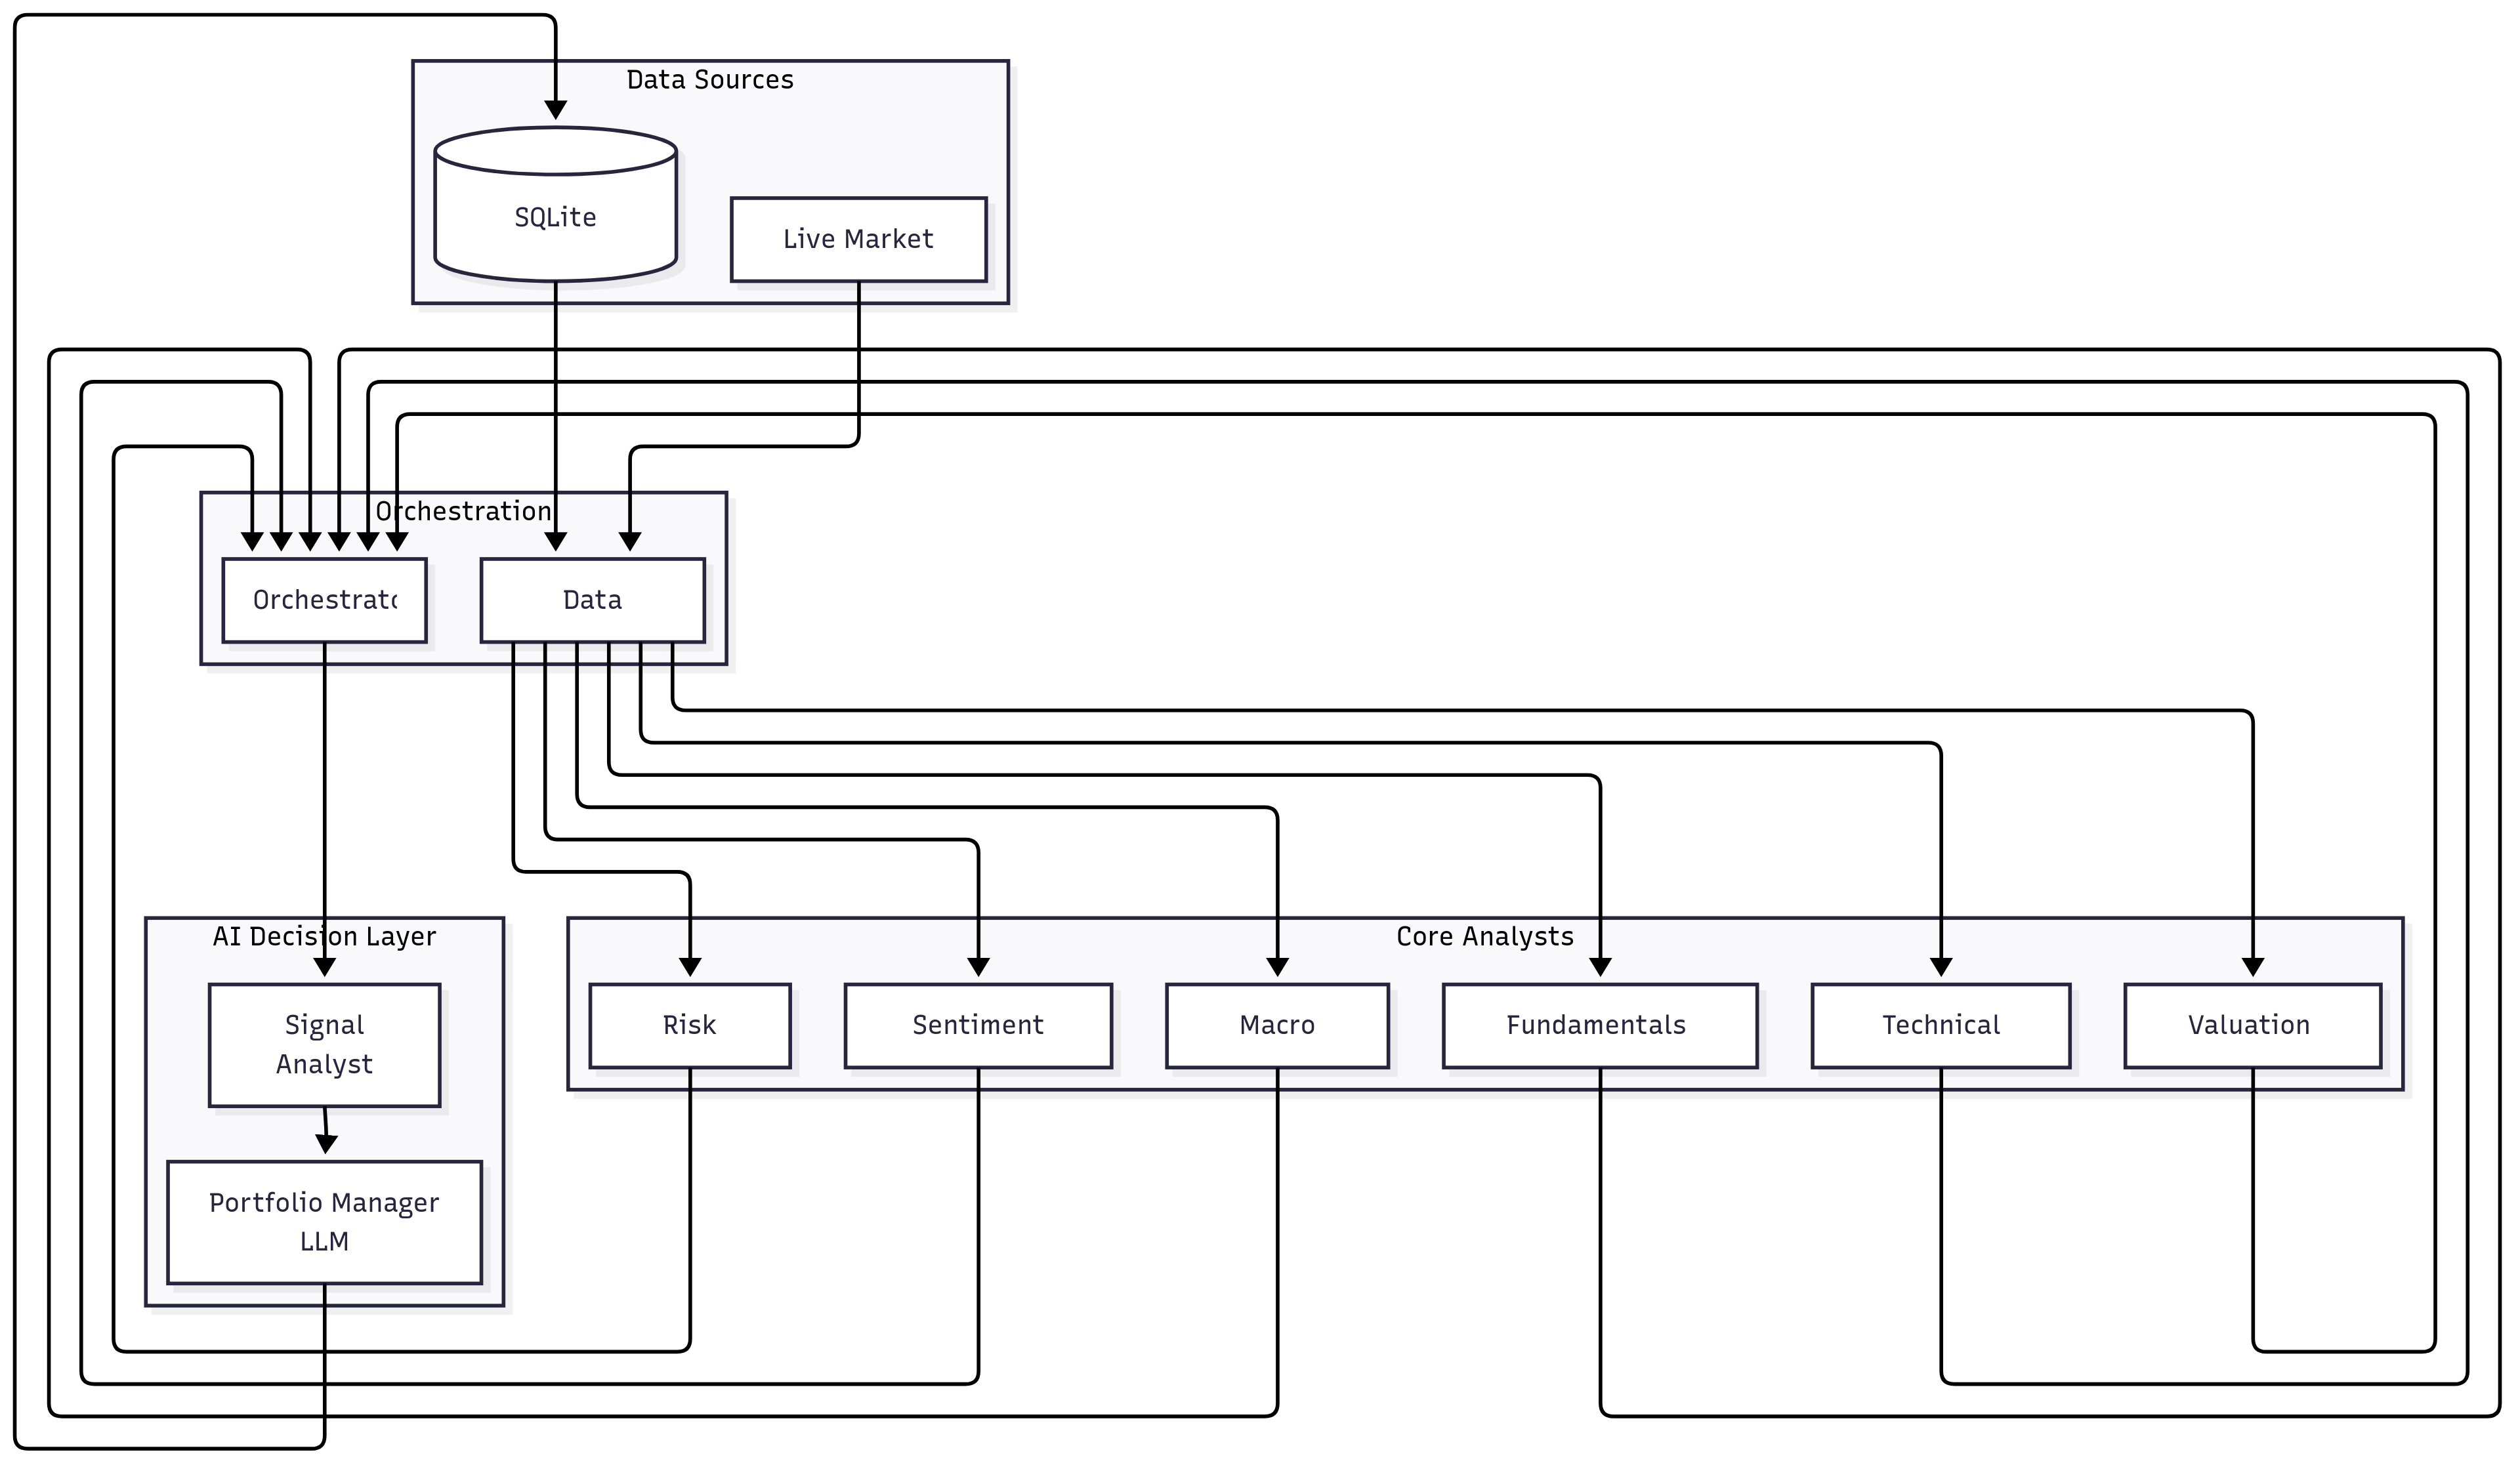 Data Sources
SQLite
Live Market
Orchestration
Orchestrato
Data
AI Decision Layer
Core Analysts
Signal
Analyst
Risk
Sentiment
Macro
Fundamentals
Technical
Valuation
Portfolio Manager
LLM